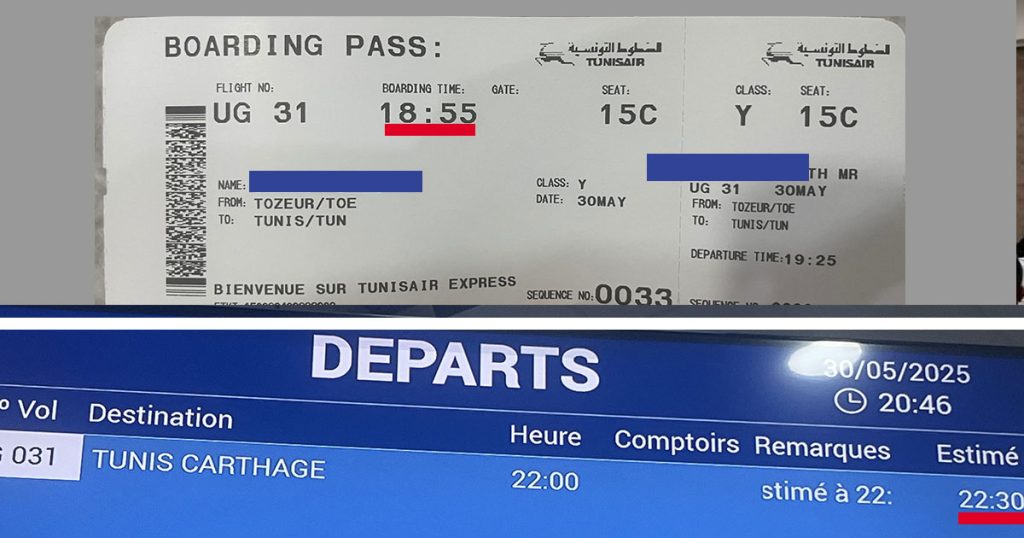 BOARDING PASS:
الخطوط التونسية
TUNISAIR
الخطوط التونسية
TUNISAIR
FLIGHT NO: BOARDING TIME: GATE: SEAT: CLASS: SEAT:
UG 31 18:55 15C Y 15C
TH MR
NAME: CLASS: Y UG 31 30MAY
FROM: TOZEUR/TOE DATE: 30MAY FROM: TOZEUR/TOE
TO: TUNIS/TUN TO: TUNIS/TUN
DEPARTURE TIME:19:25
BIENVENUE SUR TUNISAIR EXPRESS
SEQUENCE NO:0033
DEPARTS
30/05/2025
20:46
º Vol Destination Heure Comptoirs Remarques Estimé
031 TUNIS CARTHAGE 22:00 stimé à 22: 22:30